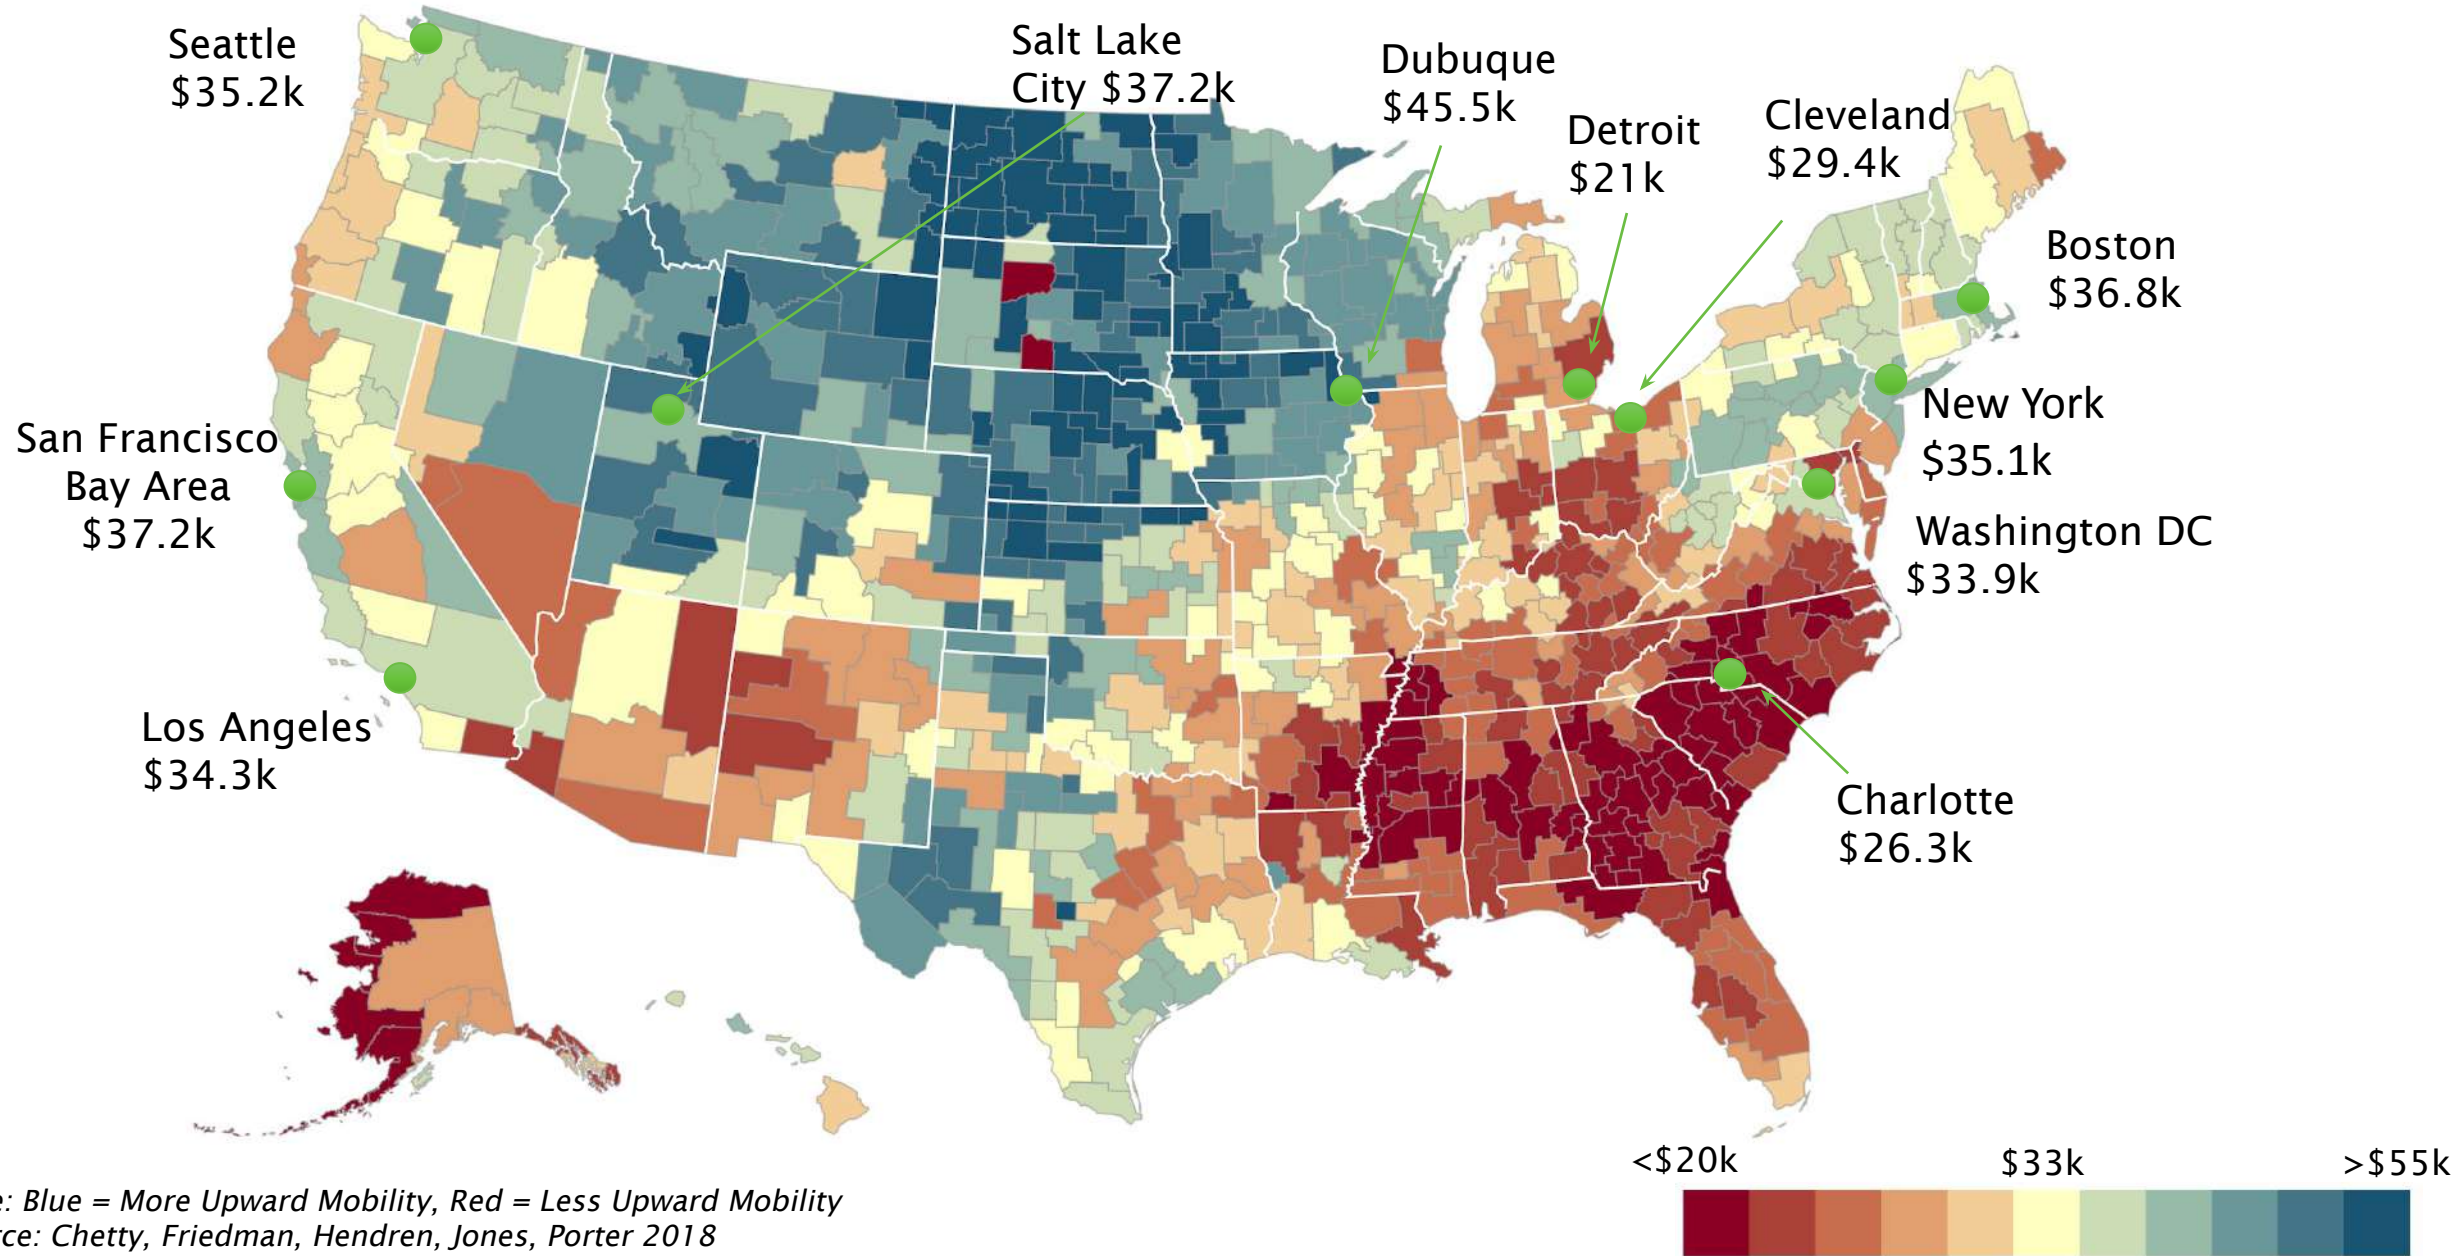 Seattle
$35.2k
Salt Lake
City $37.2k
Dubuque
$45.5k
Detroit
$21k
Cleveland
$29.4k
Boston
$36.8k
San Francisco
Bay Area
$37.2k
New York
$35.1k
Washington DC
$33.9k
Los Angeles
$34.3k
Charlotte
$26.3k
<$20k $33k >$55k
: Blue = More Upward Mobility, Red = Less Upward Mobility
: Chetty, Friedman, Hendren, Jones, Porter 2018